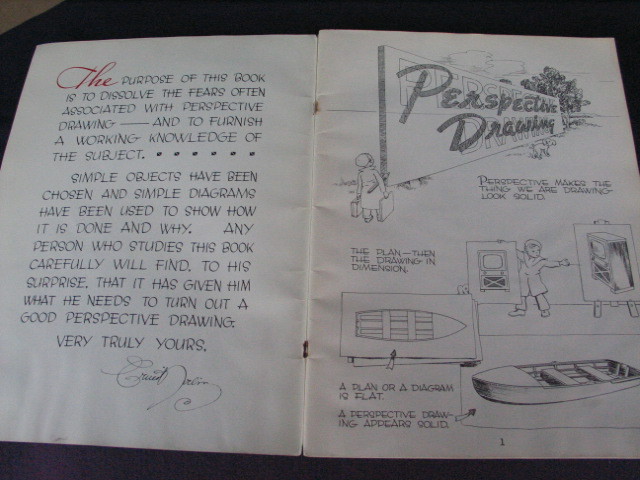 The PURPOSE OF THIS BOOK
IS TO DISSOLVE THE FEARS OFTEN
ASSOCIATED WITH PERSPECTIVE
DRAWING — AND TO FURNISH
A WORKING KNOWLEDGE OF
THE SUBJECT. . . . . . .
SIMPLE OBJECTS HAVE BEEN
CHOSEN AND SIMPLE DIAGRAMS
HAVE BEEN USED TO SHOW HOW
IT IS DONE AND WHY. ANY
PERSON WHO STUDIES THIS BOOK
CAREFULLY WILL FIND, TO HIS
SURPRISE, THAT IT HAS GIVEN HIM
WHAT HE NEEDS TO TURN OUT A
GOOD PERSPECTIVE DRAWING.
VERY TRULY YOURS,
Perspective
Drawing
PERSPECTIVE MAKES THE
THING WE ARE DRAWING
LOOK SOLID.
THE PLAN—THEN
THE DRAWING IN
DIMENSION.
A PLAN OR A DIAGRAM
IS FLAT.
A PERSPECTIVE DRAW-
ING APPEARS SOLID.
1